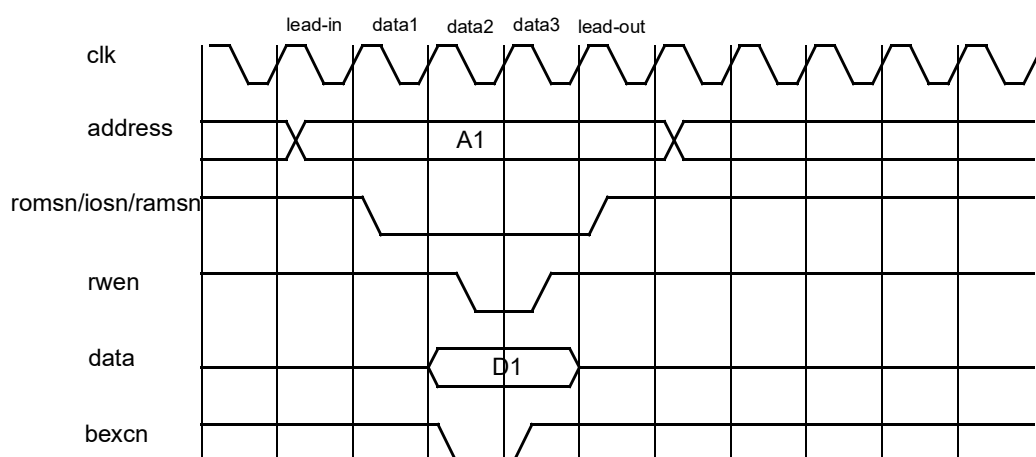 lead-in data1 data2 data3 lead-out
clk
address A1
romsn/iosn/ramsn
rwen
data D1
bexcn